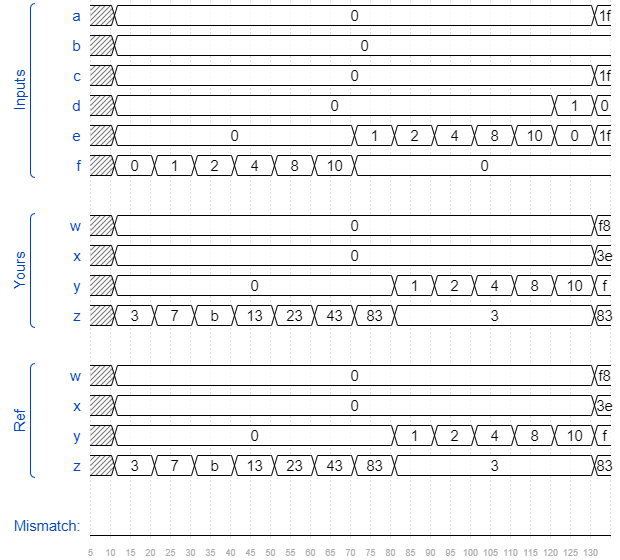 Inputs
a 0 1f
b 0
c 0 1f
d 0 1 0
e 0 1 2 4 8 10 0 1f
f 0 1 2 4 8 10 0
Yours
w 0 f8
x 0 3e
y 0 1 2 4 8 10 f
z 3 7 b 13 23 43 83 3 83
Ref
w 0 f8
x 0 3e
y 0 1 2 4 8 10 f
z 3 7 b 13 23 43 83 3 83
Mismatch:
5 10 15 20 25 30 35 40 45 50 55 60 65 70 75 80 85 90 95 100 105 110 115 120 125 130